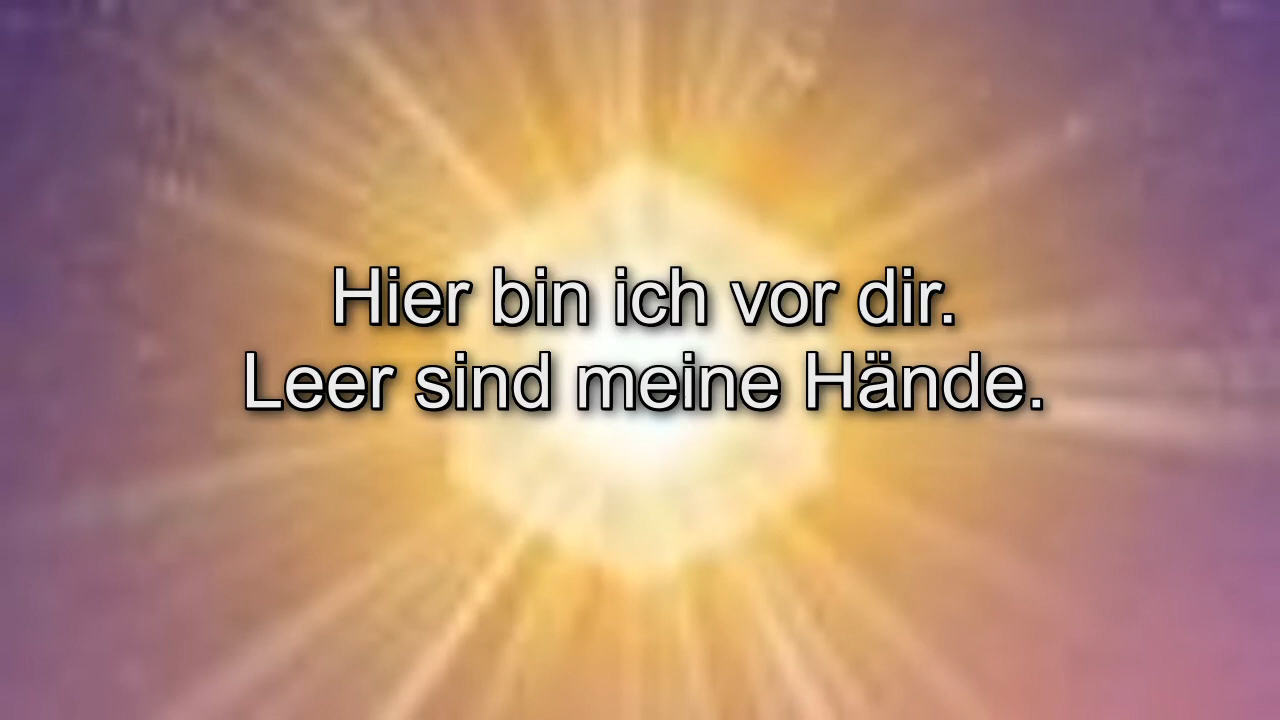 Hier bin ich vor dir.
Leer sind meine Hände.